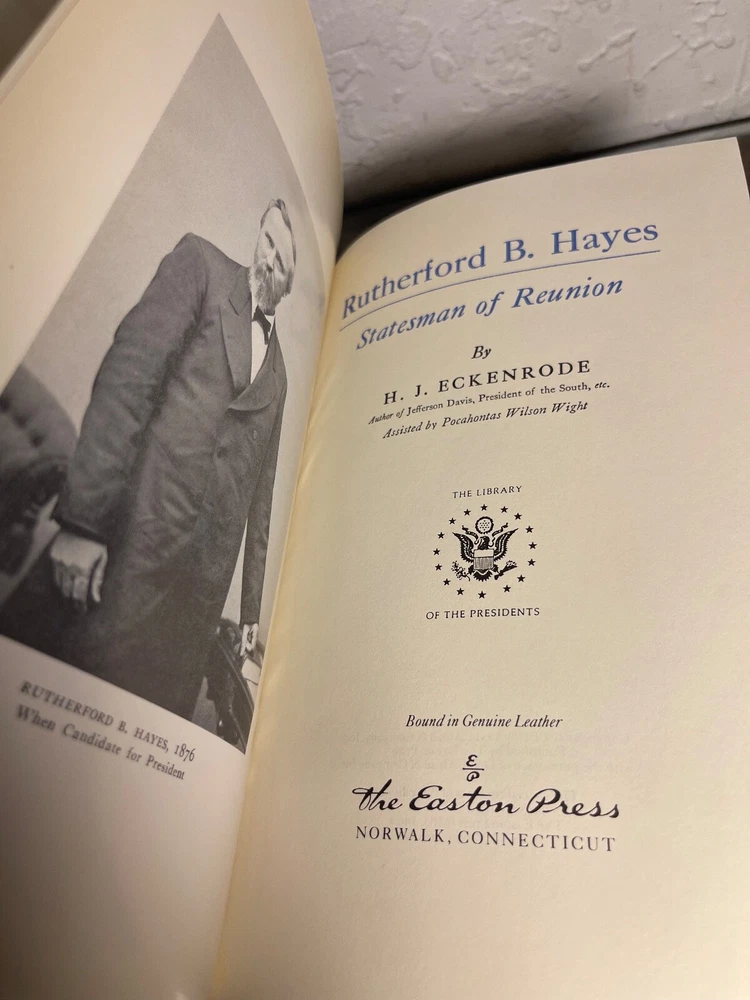 RUTHERFORD B. HAYES, 1876
When Candidate for President
Rutherford B. Hayes
Statesman of Reunion
By
H. J. ECKENRODE
Author of Jefferson Davis, President of the South, etc.
Assisted by Pocahontas Wilson Wight
THE LIBRARY
OF THE PRESIDENTS
Bound in Genuine Leather
E
P
The Easton Press
NORWALK, CONNECTICUT